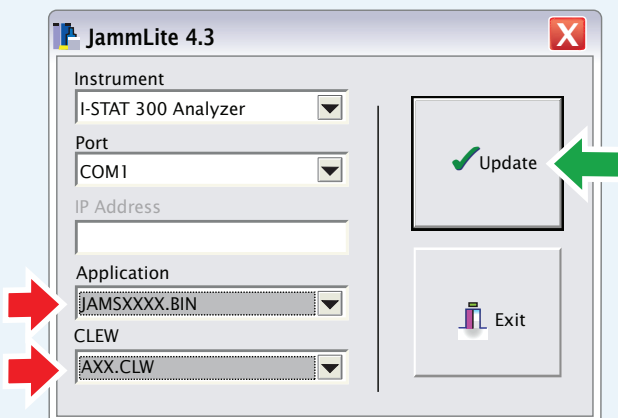 JammLite 4.3
Instrument
I-STAT 300 Analyzer
Port
COM1
IP Address
Application
JAMSXXXX.BIN
CLEW
AXX.CLW
Update
Exit